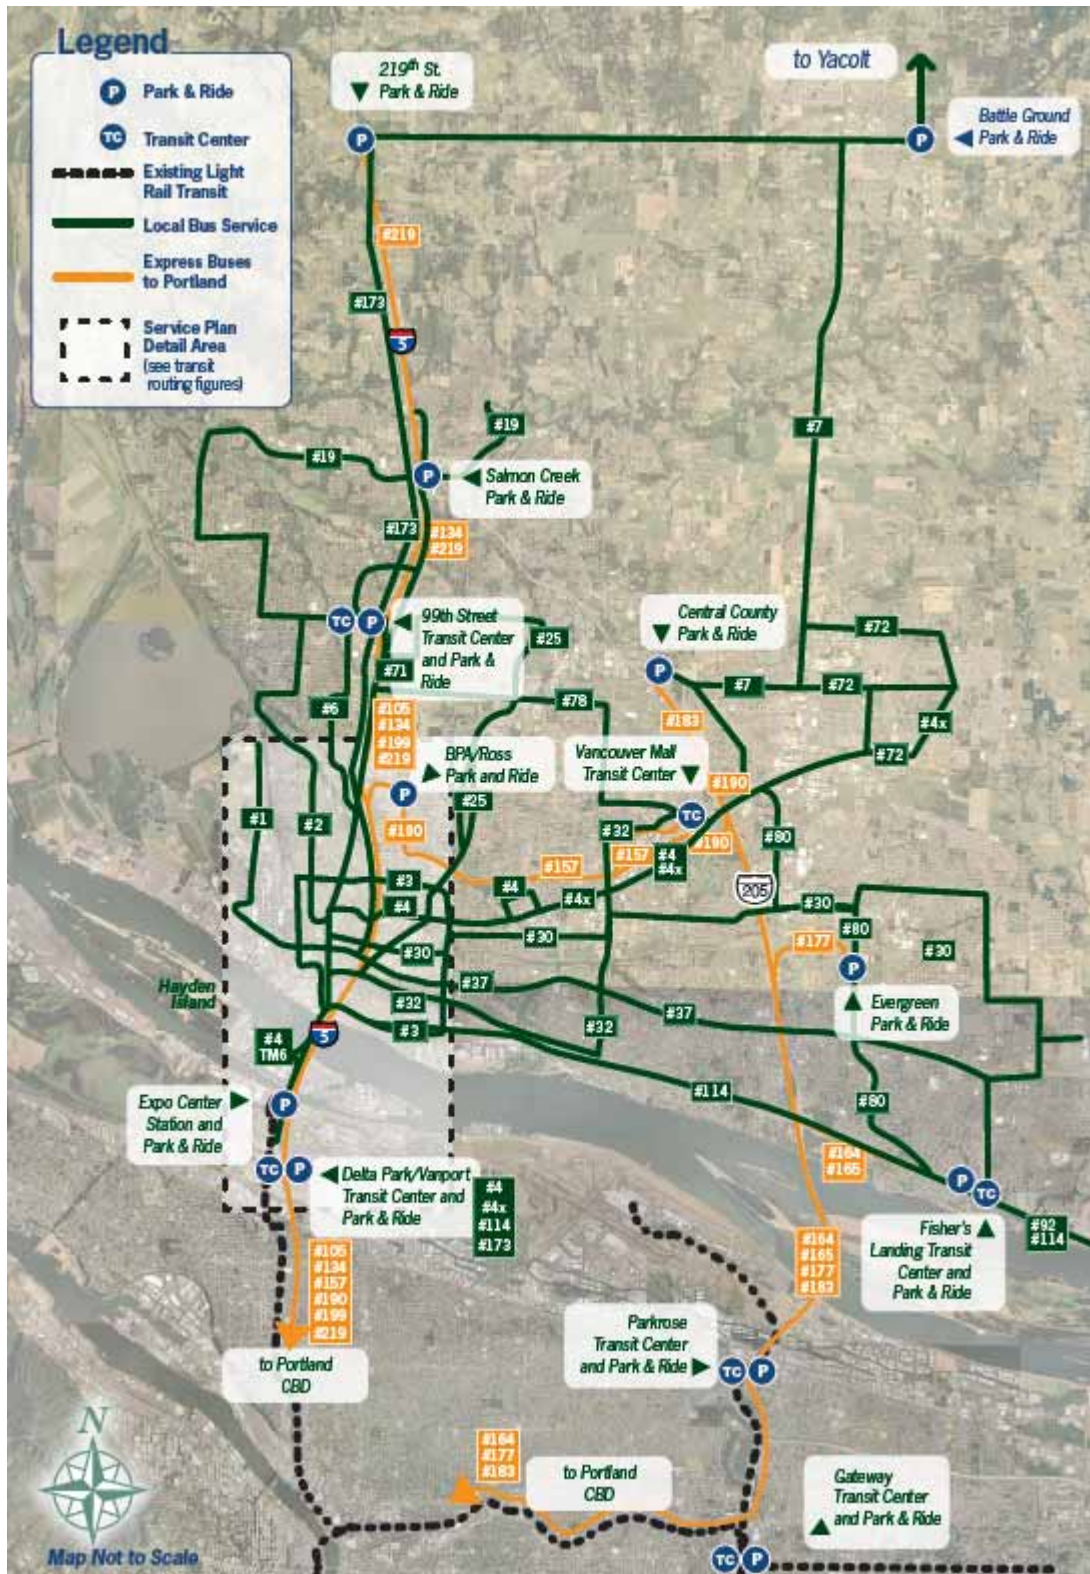 Legend
P Park & Ride
TC Transit Center
Existing Light
Rail Transit
Local Bus Service
Express Buses
to Portland
Service Plan
Detail Area
(see transit
routing figures)
219th St.
Park & Ride
to Yacolt
Battle Ground
Park & Ride
P
P
#219
#173
5
#7
#19
#19
P
Salmon Creek
Park & Ride
#173
#134
#219
TC P
99th Street
Transit Center
and Park &
Ride
#25
Central County
Park & Ride
#72
#71
P
#7
#72
#6
#78
#183
#4x
#105
#134
#199
#219
BPA/Ross
Park and Ride
Vancouver Mall
Transit Center
#72
P
#190
#1
#2
#25
TC
#190
#32
#190
#80
#157
#4
#4x
#157
205
#3
#4
#4x
#4
#30
#30
#30
#80
#177
#30
P
Hayden
Island
#37
#32
#37
Evergreen
Park & Ride
#3
#32
5
#4
TM6
#114
#80
Expo Center
Station and
Park & Ride
P
#164
#165
TC P
Delta Park/Vanport
Transit Center and
Park & Ride
#4
#4x
#114
#173
P
TC
#92
#114
Fisher's
Landing Transit
Center and
Park & Ride
#105
#134
#157
#190
#199
#219
#164
#165
#177
#183
to Portland
CBD
Parkrose
Transit Center
and Park & Ride
TC P
N
#164
#177
#183
to Portland
CBD
Gateway
Transit Center
and Park & Ride
Map Not to Scale
TC P